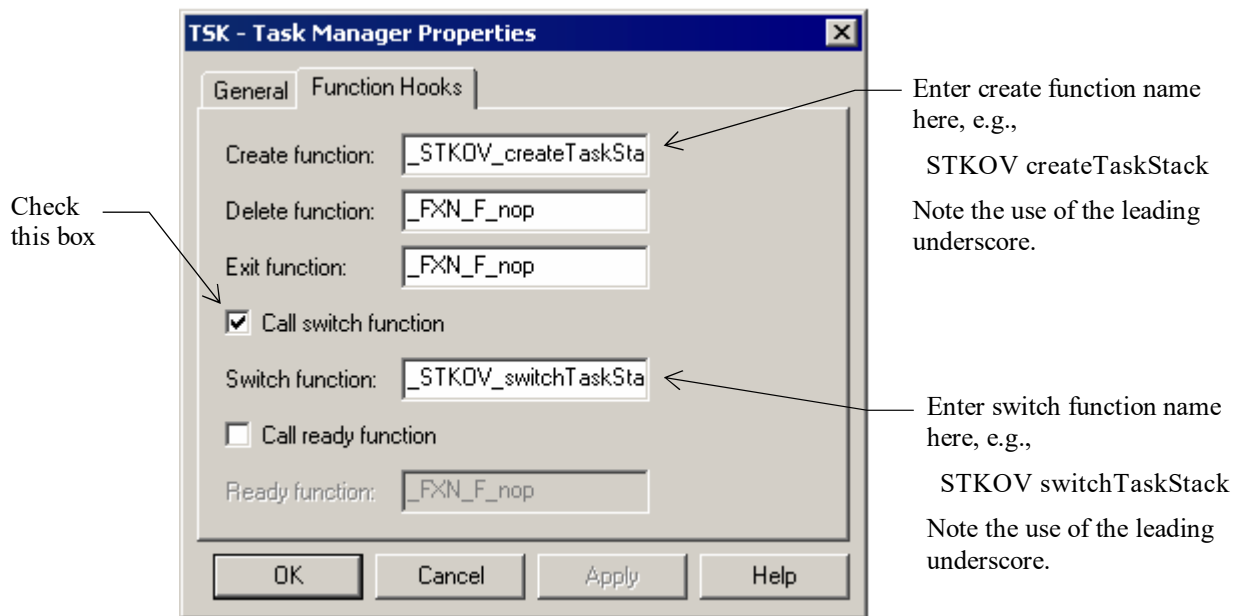 TSK - Task Manager Properties
General
Function Hooks
Create function:
_STKOV_createTaskSta
Delete function:
_FXN_F_nop
Exit function:
_FXN_F_nop
Call switch function
Switch function:
_STKOV_switchTaskSta
Call ready function
Ready function:
_FXN_F_nop
OK
Cancel
Apply
Help
Check
this box
Enter create function name
here, e.g.,
STKOV createTaskStack
Note the use of the leading
underscore.
Enter switch function name
here, e.g.,
STKOV switchTaskStack
Note the use of the leading
underscore.